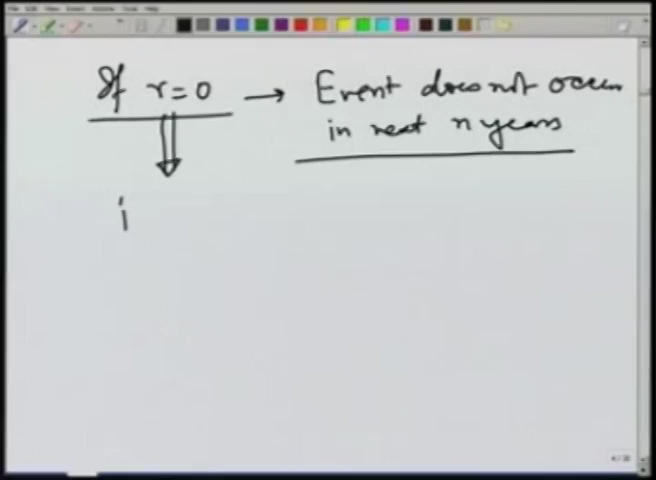 If r=0 → Event does not occur
in next n years
i